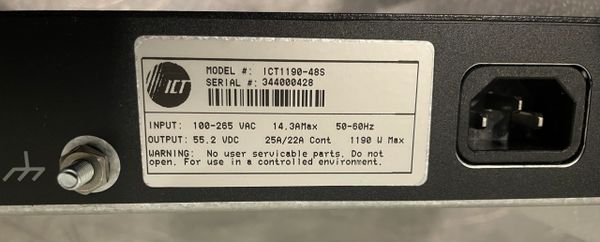 ICT
MODEL #: ICT1190-48S
SERIAL #: 344000428
INPUT: 100-265 VAC 14.3AMax 50-60Hz
OUTPUT: 55.2 VDC 25A/22A Cont 1190 W Max
WARNING: No user servicable parts. Do not
open. For use in a controlled environment.